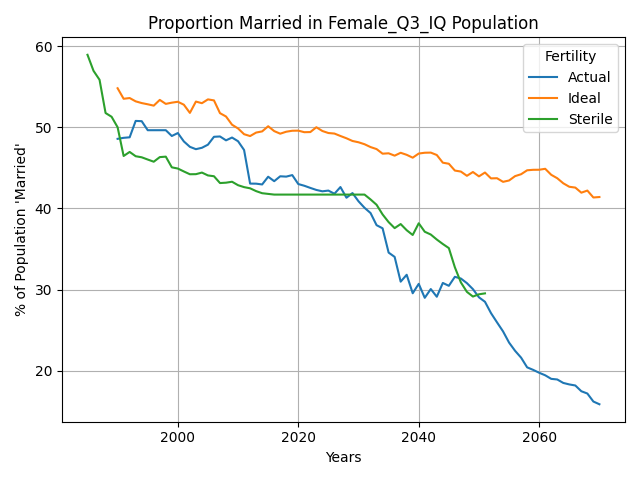 Proportion Married in Female_Q3_IQ Population
% of Population 'Married'
60
50
40
30
20
Fertility
Actual
Ideal
Sterile
2000
2020
2040
2060
Years